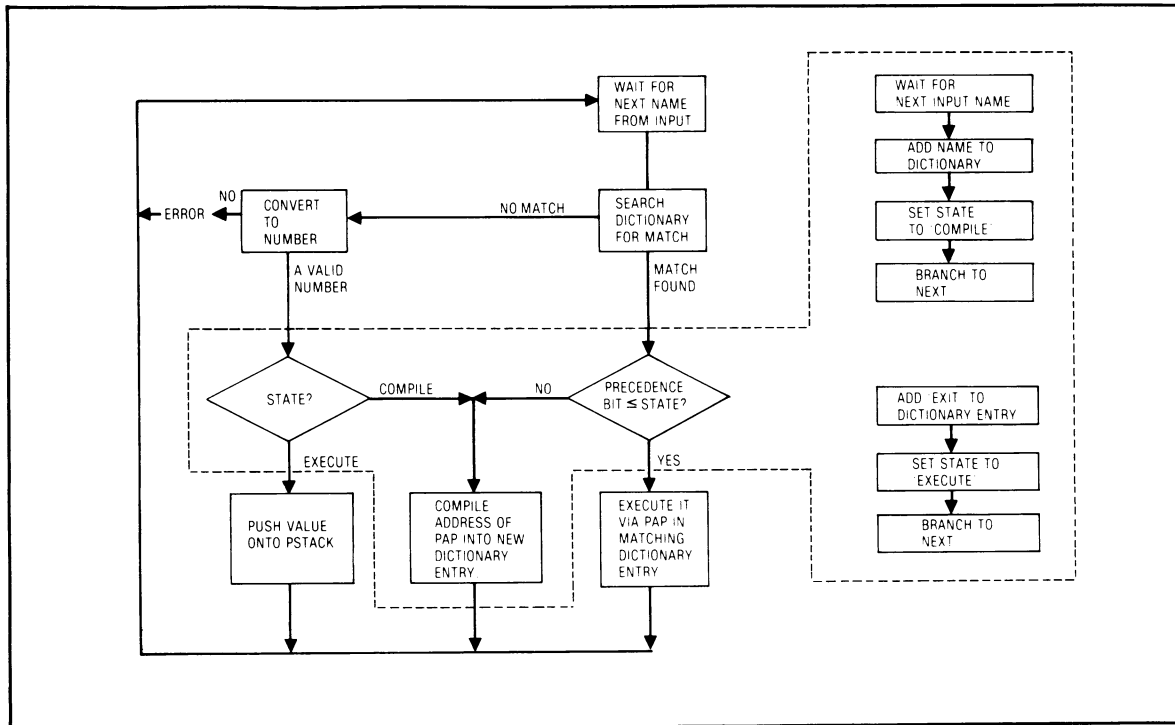 WAIT FOR
NEXT NAME
FROM INPUT
SEARCH
DICTIONARY
FOR MATCH
NO MATCH
CONVERT
TO
NUMBER
NO
ERROR
A VALID
NUMBER
MATCH
FOUND
STATE?
COMPILE
NO
PRECEDENCE
BIT ≤ STATE?
EXECUTE
YES
PUSH VALUE
ONTO PSTACK
COMPILE
ADDRESS OF
PAP INTO NEW
DICTIONARY
ENTRY
EXECUTE IT
VIA PAP IN
MATCHING
DICTIONARY
ENTRY
WAIT FOR
NEXT INPUT NAME
ADD NAME TO
DICTIONARY
SET STATE
TO 'COMPILE'
BRANCH TO
NEXT
ADD 'EXIT' TO
DICTIONARY ENTRY
SET STATE TO
'EXECUTE'
BRANCH TO
NEXT